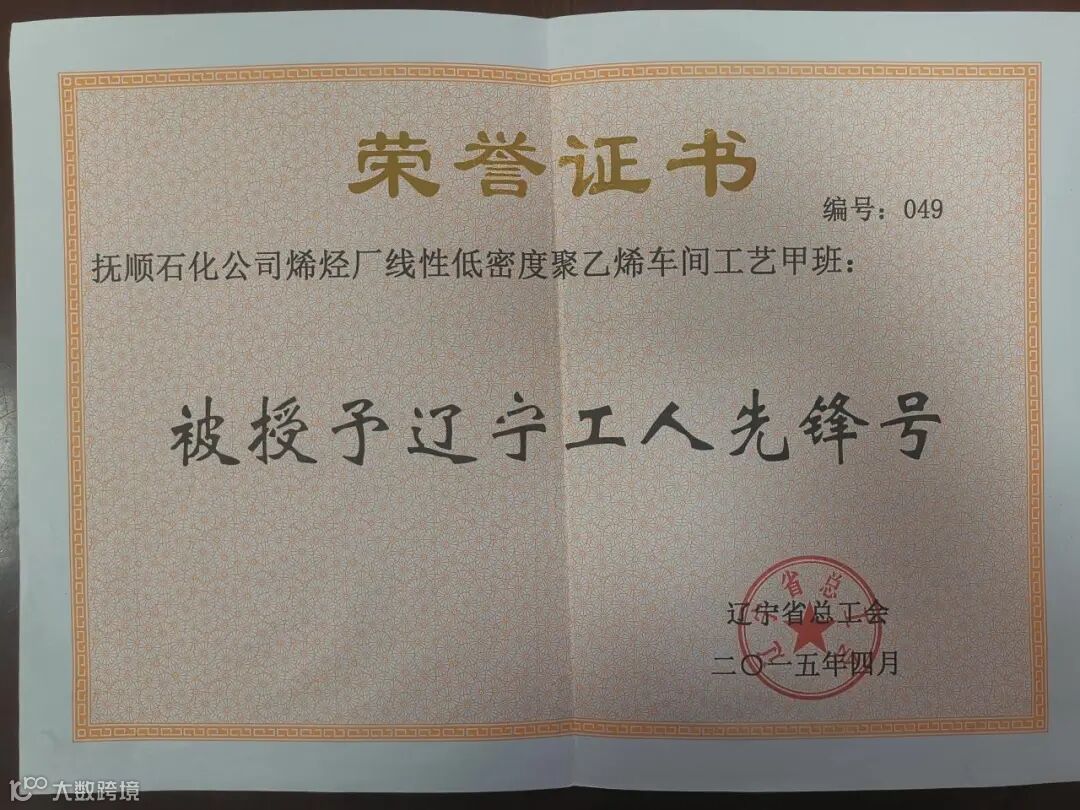 荣誉证书
编号：049
抚顺石化公司烯烃厂线性低密度聚乙烯车间工艺甲班：
被授予辽宁工人先锋号
辽宁省总工会
二〇一五年四月
大数跨境